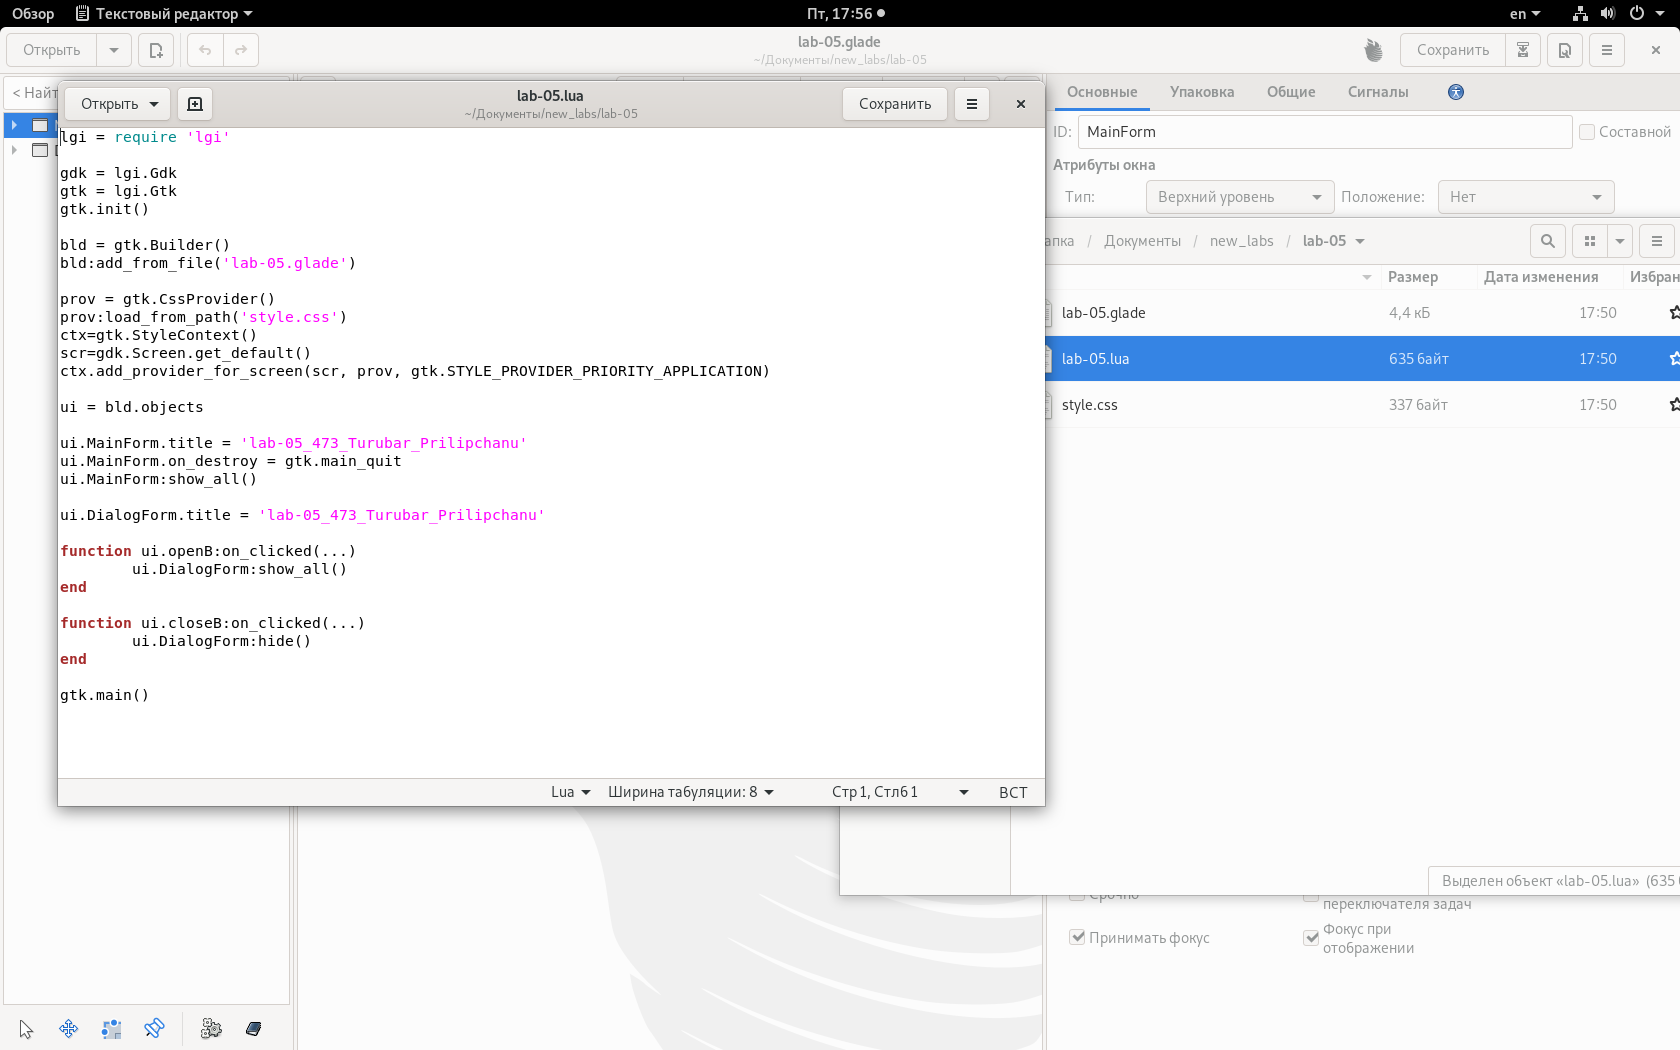 Обзор Текстовый редактор Пт, 17:56 en
Открыть lab-05.glade Сохранить
~/Документы/new_labs/lab-05
< Найт
Открыть lab-05.lua Сохранить
~/Документы/new_labs/lab-05
lgi = require 'lgi'
gdk = lgi.Gdk
gtk = lgi.Gtk
gtk.init()
bld = gtk.Builder()
bld:add_from_file('lab-05.glade')
prov = gtk.CssProvider()
prov:load_from_path('style.css')
ctx=gtk.StyleContext()
scr=gdk.Screen.get_default()
ctx.add_provider_for_screen(scr, prov, gtk.STYLE_PROVIDER_PRIORITY_APPLICATION)
ui = bld.objects
ui.MainForm.title = 'lab-05_473_Turubar_Prilipchanu'
ui.MainForm.on_destroy = gtk.main_quit
ui.MainForm:show_all()
ui.DialogForm.title = 'lab-05_473_Turubar_Prilipchanu'
function ui.openB:on_clicked(...)
        ui.DialogForm:show_all()
end
function ui.closeB:on_clicked(...)
        ui.DialogForm:hide()
end
gtk.main()
Lua Ширина табуляции: 8 Стр 1, Стлб 1 ВСТ
Основные Упаковка Общие Сигналы
ID: MainForm Составной
Атрибуты окна
Тип: Верхний уровень Положение: Нет
апка / Документы / new_labs / lab-05
Размер Дата изменения Избран
lab-05.glade 4,4 кБ 17:50
lab-05.lua 635 байт 17:50
style.css 337 байт 17:50
Выделен объект «lab-05.lua» (635
Срочно
переключателя задач
Принимать фокус
Фокус при
отображении